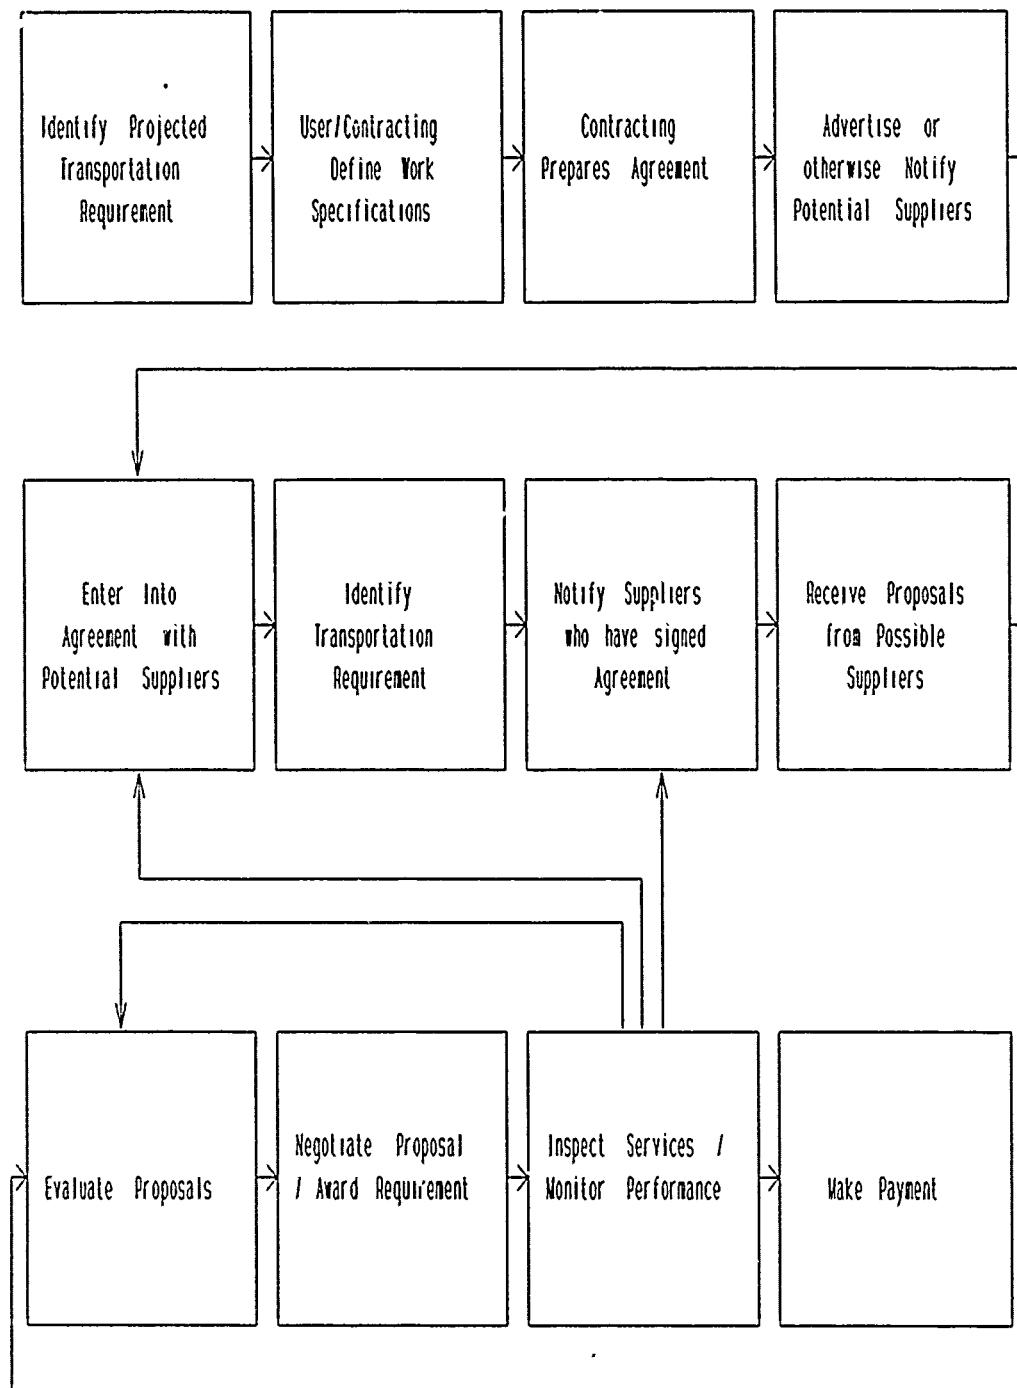 Identify Projected
Transportation
Requirement
User/Contracting
Define Work
Specifications
Contracting
Prepares Agreement
Advertise or
otherwise Notify
Potential Suppliers
Enter Into
Agreement with
Potential Suppliers
Identify
Transportation
Requirement
Notify Suppliers
who have signed
Agreement
Receive Proposals
from Possible
Suppliers
Evaluate Proposals
Negotiate Proposal
/ Award Requirement
Inspect Services /
Monitor Performance
Make Payment